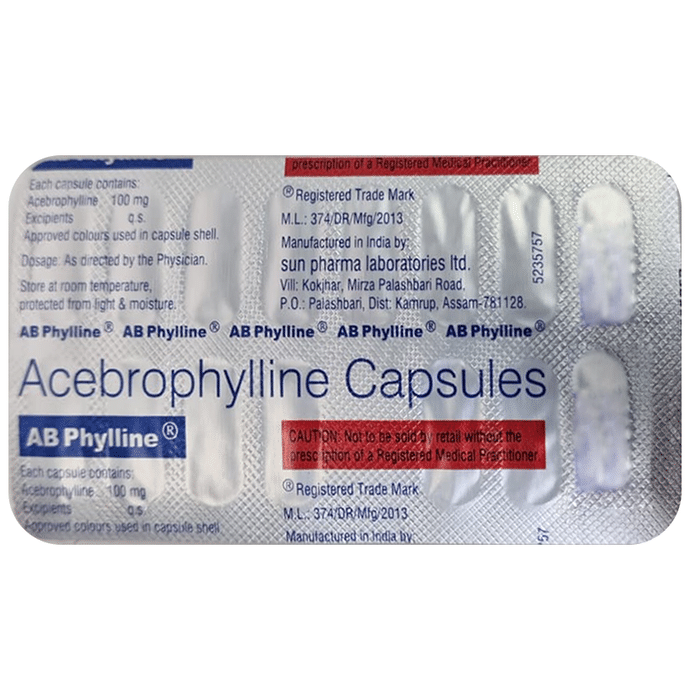 prescription of a Registered Medical Practitioner
Each capsule contains:
Acebrophylline 100 mg
Excipients q.s.
Approved colours used in capsule shell.
Dosage: As directed by the Physician.
Store at room temperature,
protected from light & moisture.
® Registered Trade Mark
M.L.: 374/DR/Mfg/2013
Manufactured in India by:
sun pharma laboratories ltd.
Vill: Kokjhar, Mirza Palashbari Road,
P.O.: Palashbari, Dist: Kamrup, Assam-781128.
5235757
AB Phylline® AB Phylline® AB Phylline® AB Phylline® AB Phylline®
Acebrophylline Capsules
AB Phylline®
CAUTION: Not to be sold by retail without the
prescription of a Registered Medical Practitioner.
Each capsule contains:
Acebrophylline 100 mg
Excipients q.s.
Approved colours used in capsule shell.
® Registered Trade Mark
M.L.: 374/DR/Mfg/2013
Manufactured in India by:
57